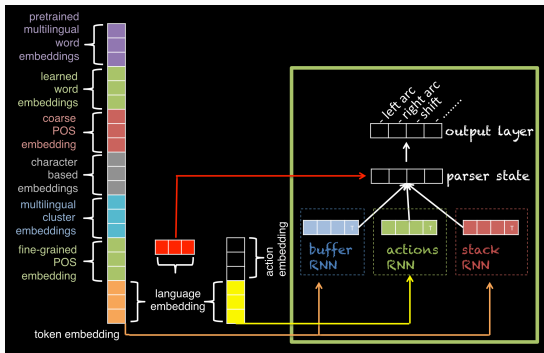 pretrained
multilingual
word
embeddings
learned
word
embeddings
coarse
POS
embedding
character
based
embeddings
multilingual
cluster
embeddings
fine-grained
POS
embedding
token embedding
language
embedding
action
embedding
- left arc
- right arc
- shift
........
output layer
parser state
T
buffer
RNN
T
actions
RNN
T
stack
RNN